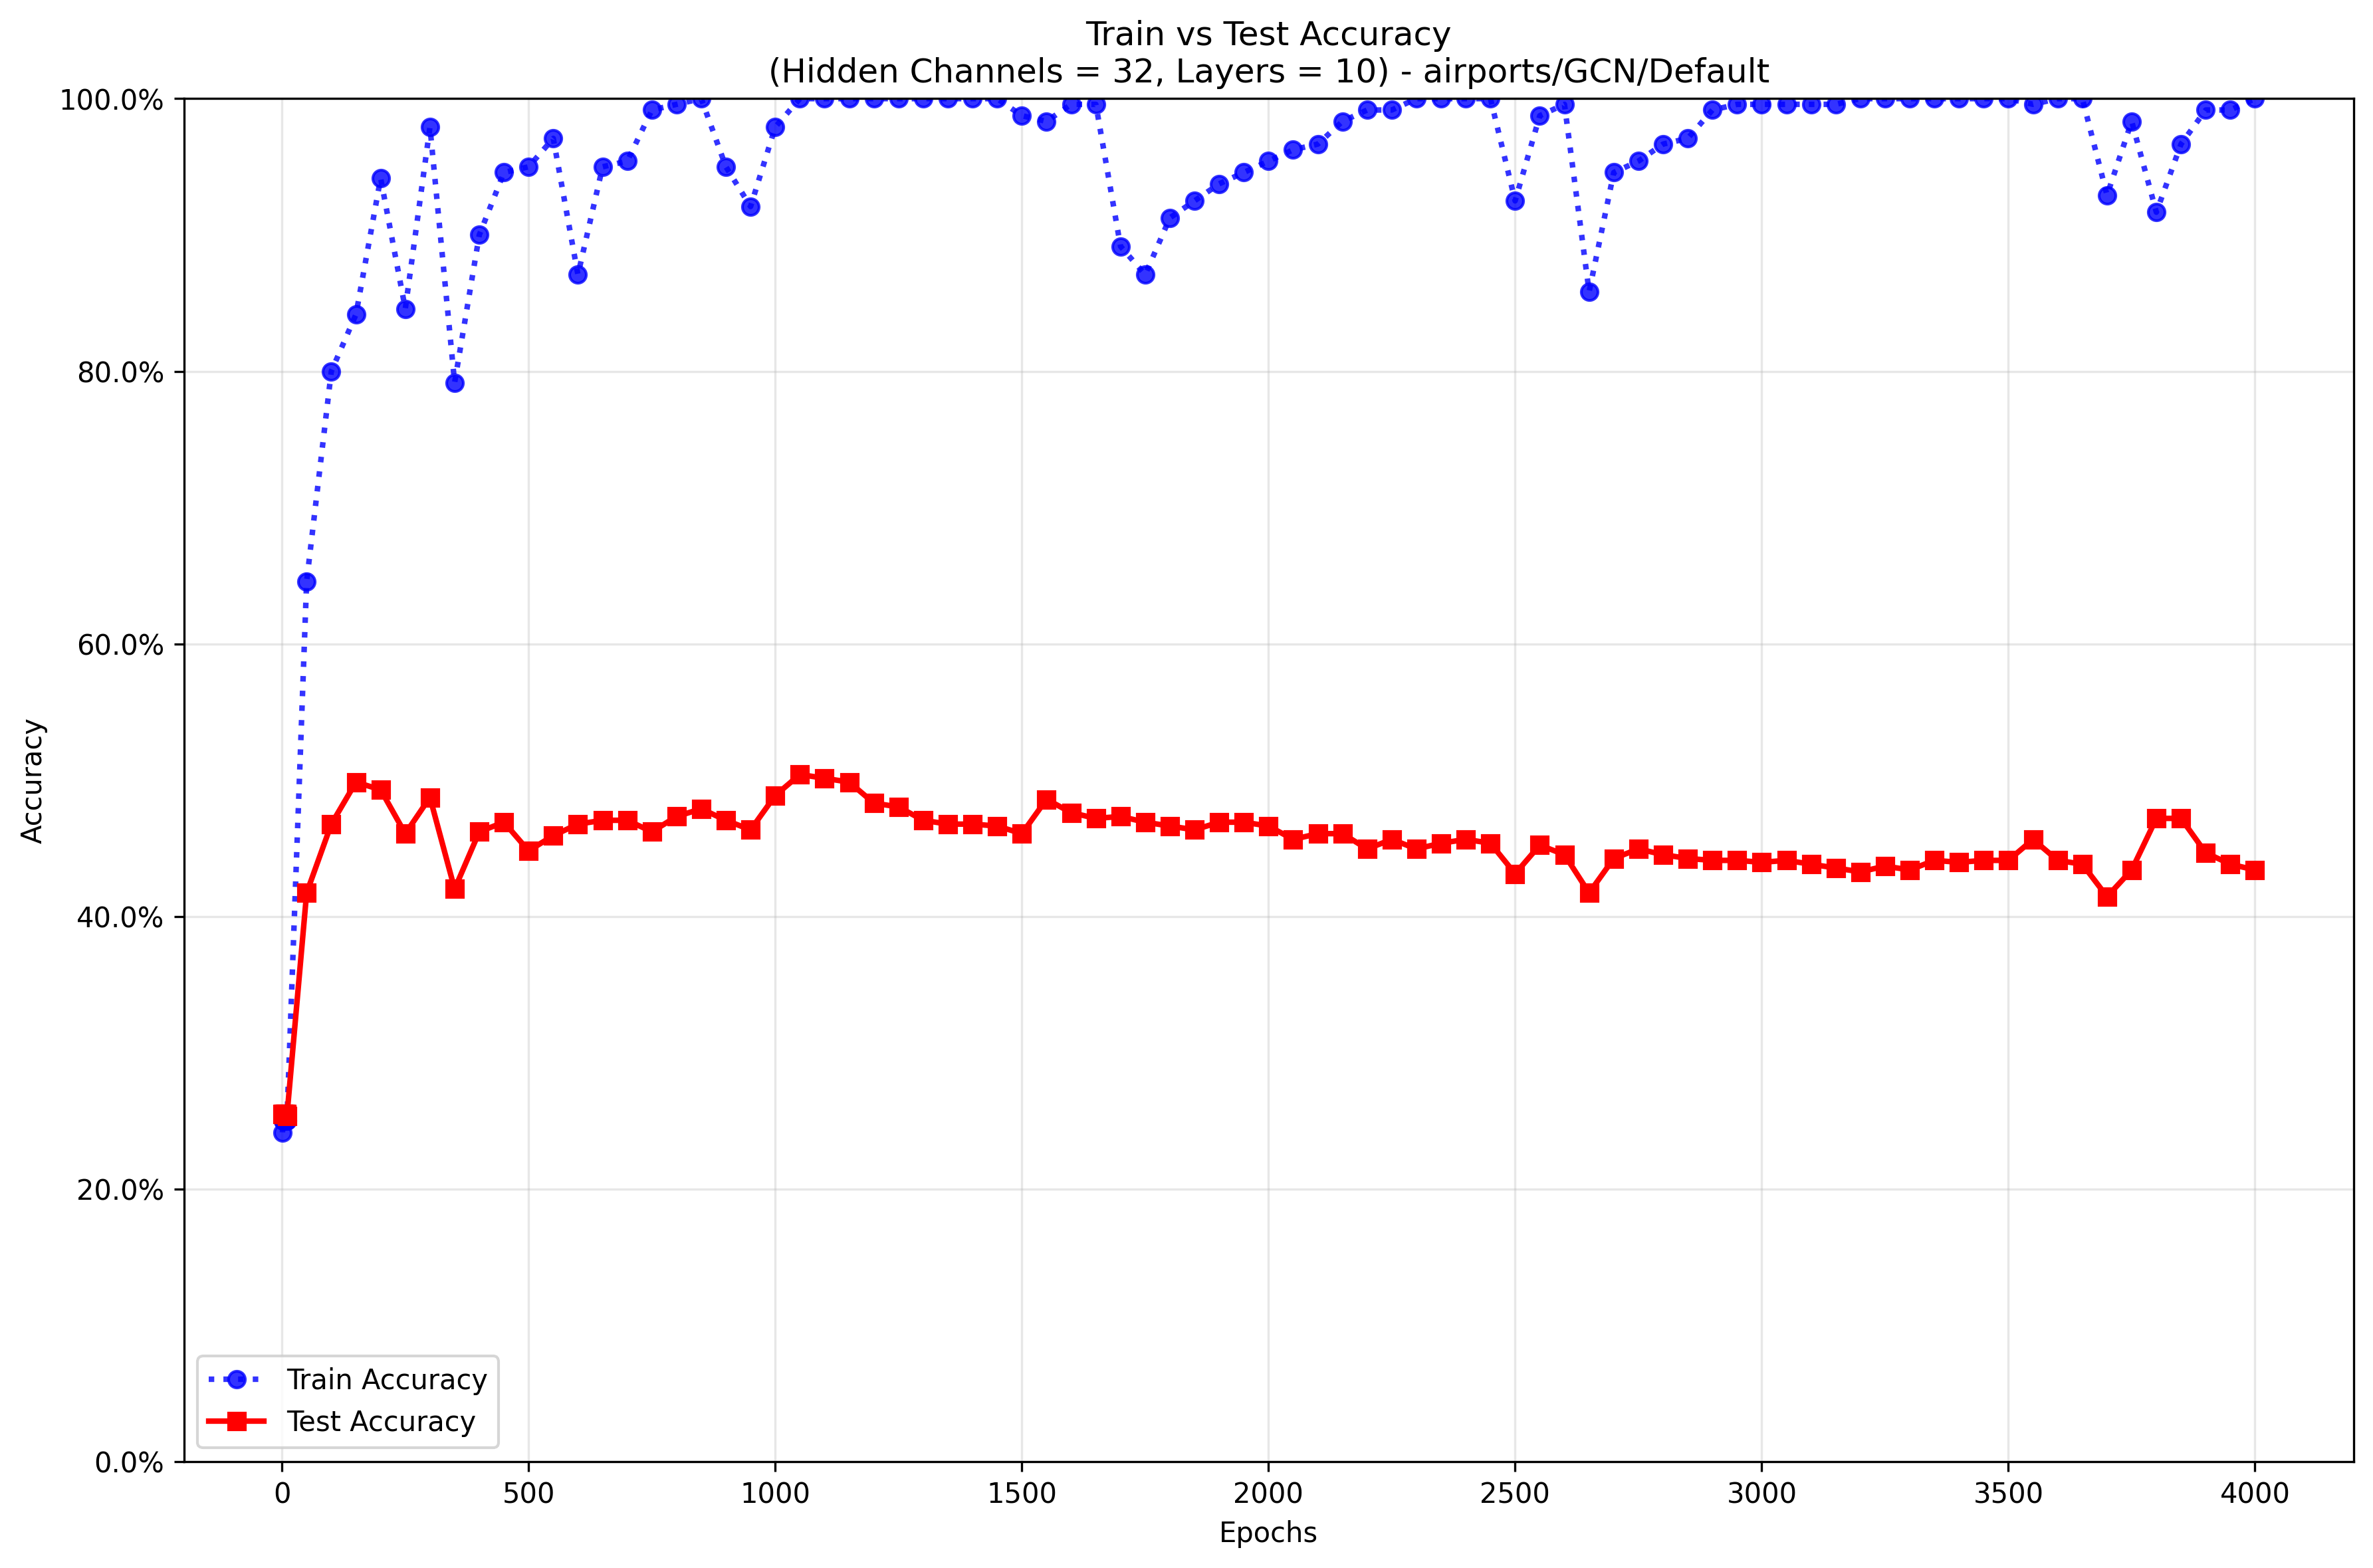 Train vs Test Accuracy
(Hidden Channels = 32, Layers = 10) - airports/GCN/Default
100.0%
80.0%
60.0%
40.0%
20.0%
0.0%
Accuracy
Train Accuracy
Test Accuracy
0 500 1000 1500 2000 2500 3000 3500 4000
Epochs